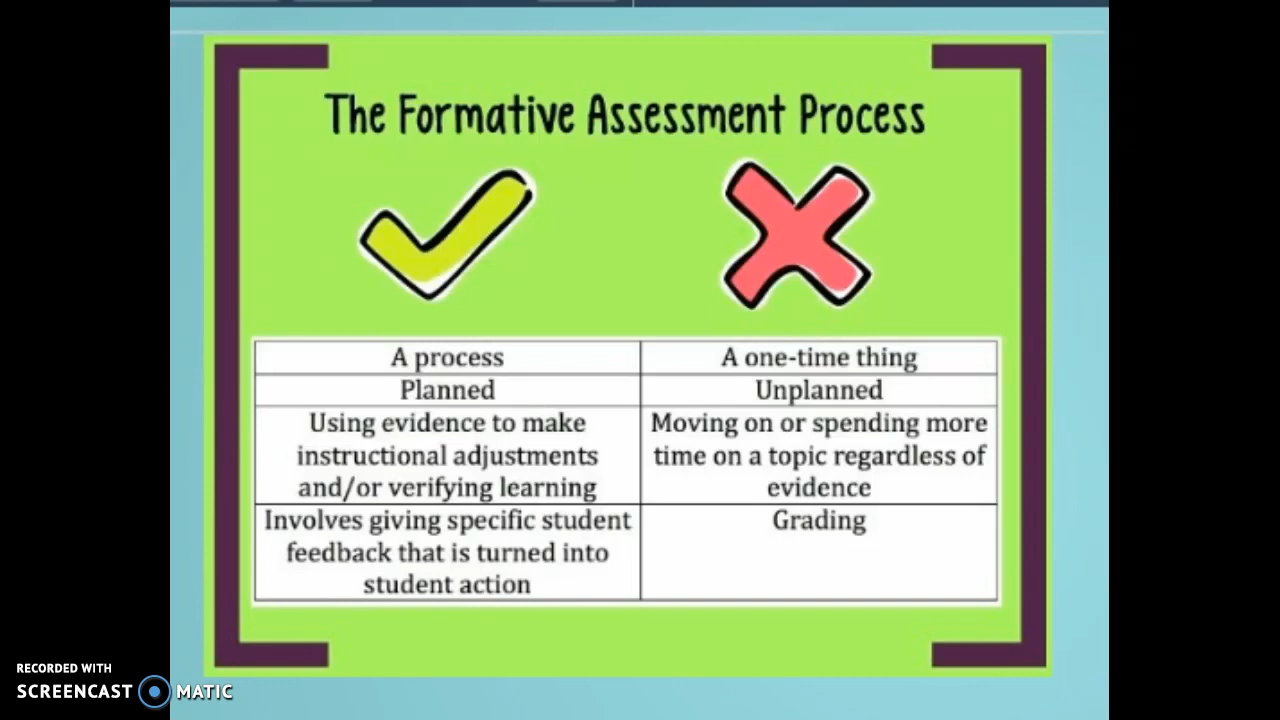 The Formative Assessment Process
A process
A one-time thing
Planned
Unplanned
Using evidence to make
instructional adjustments
and/or verifying learning
Moving on or spending more
time on a topic regardless of
evidence
Involves giving specific student
feedback that is turned into
student action
Grading
RECORDED WITH
SCREENCAST MATIC